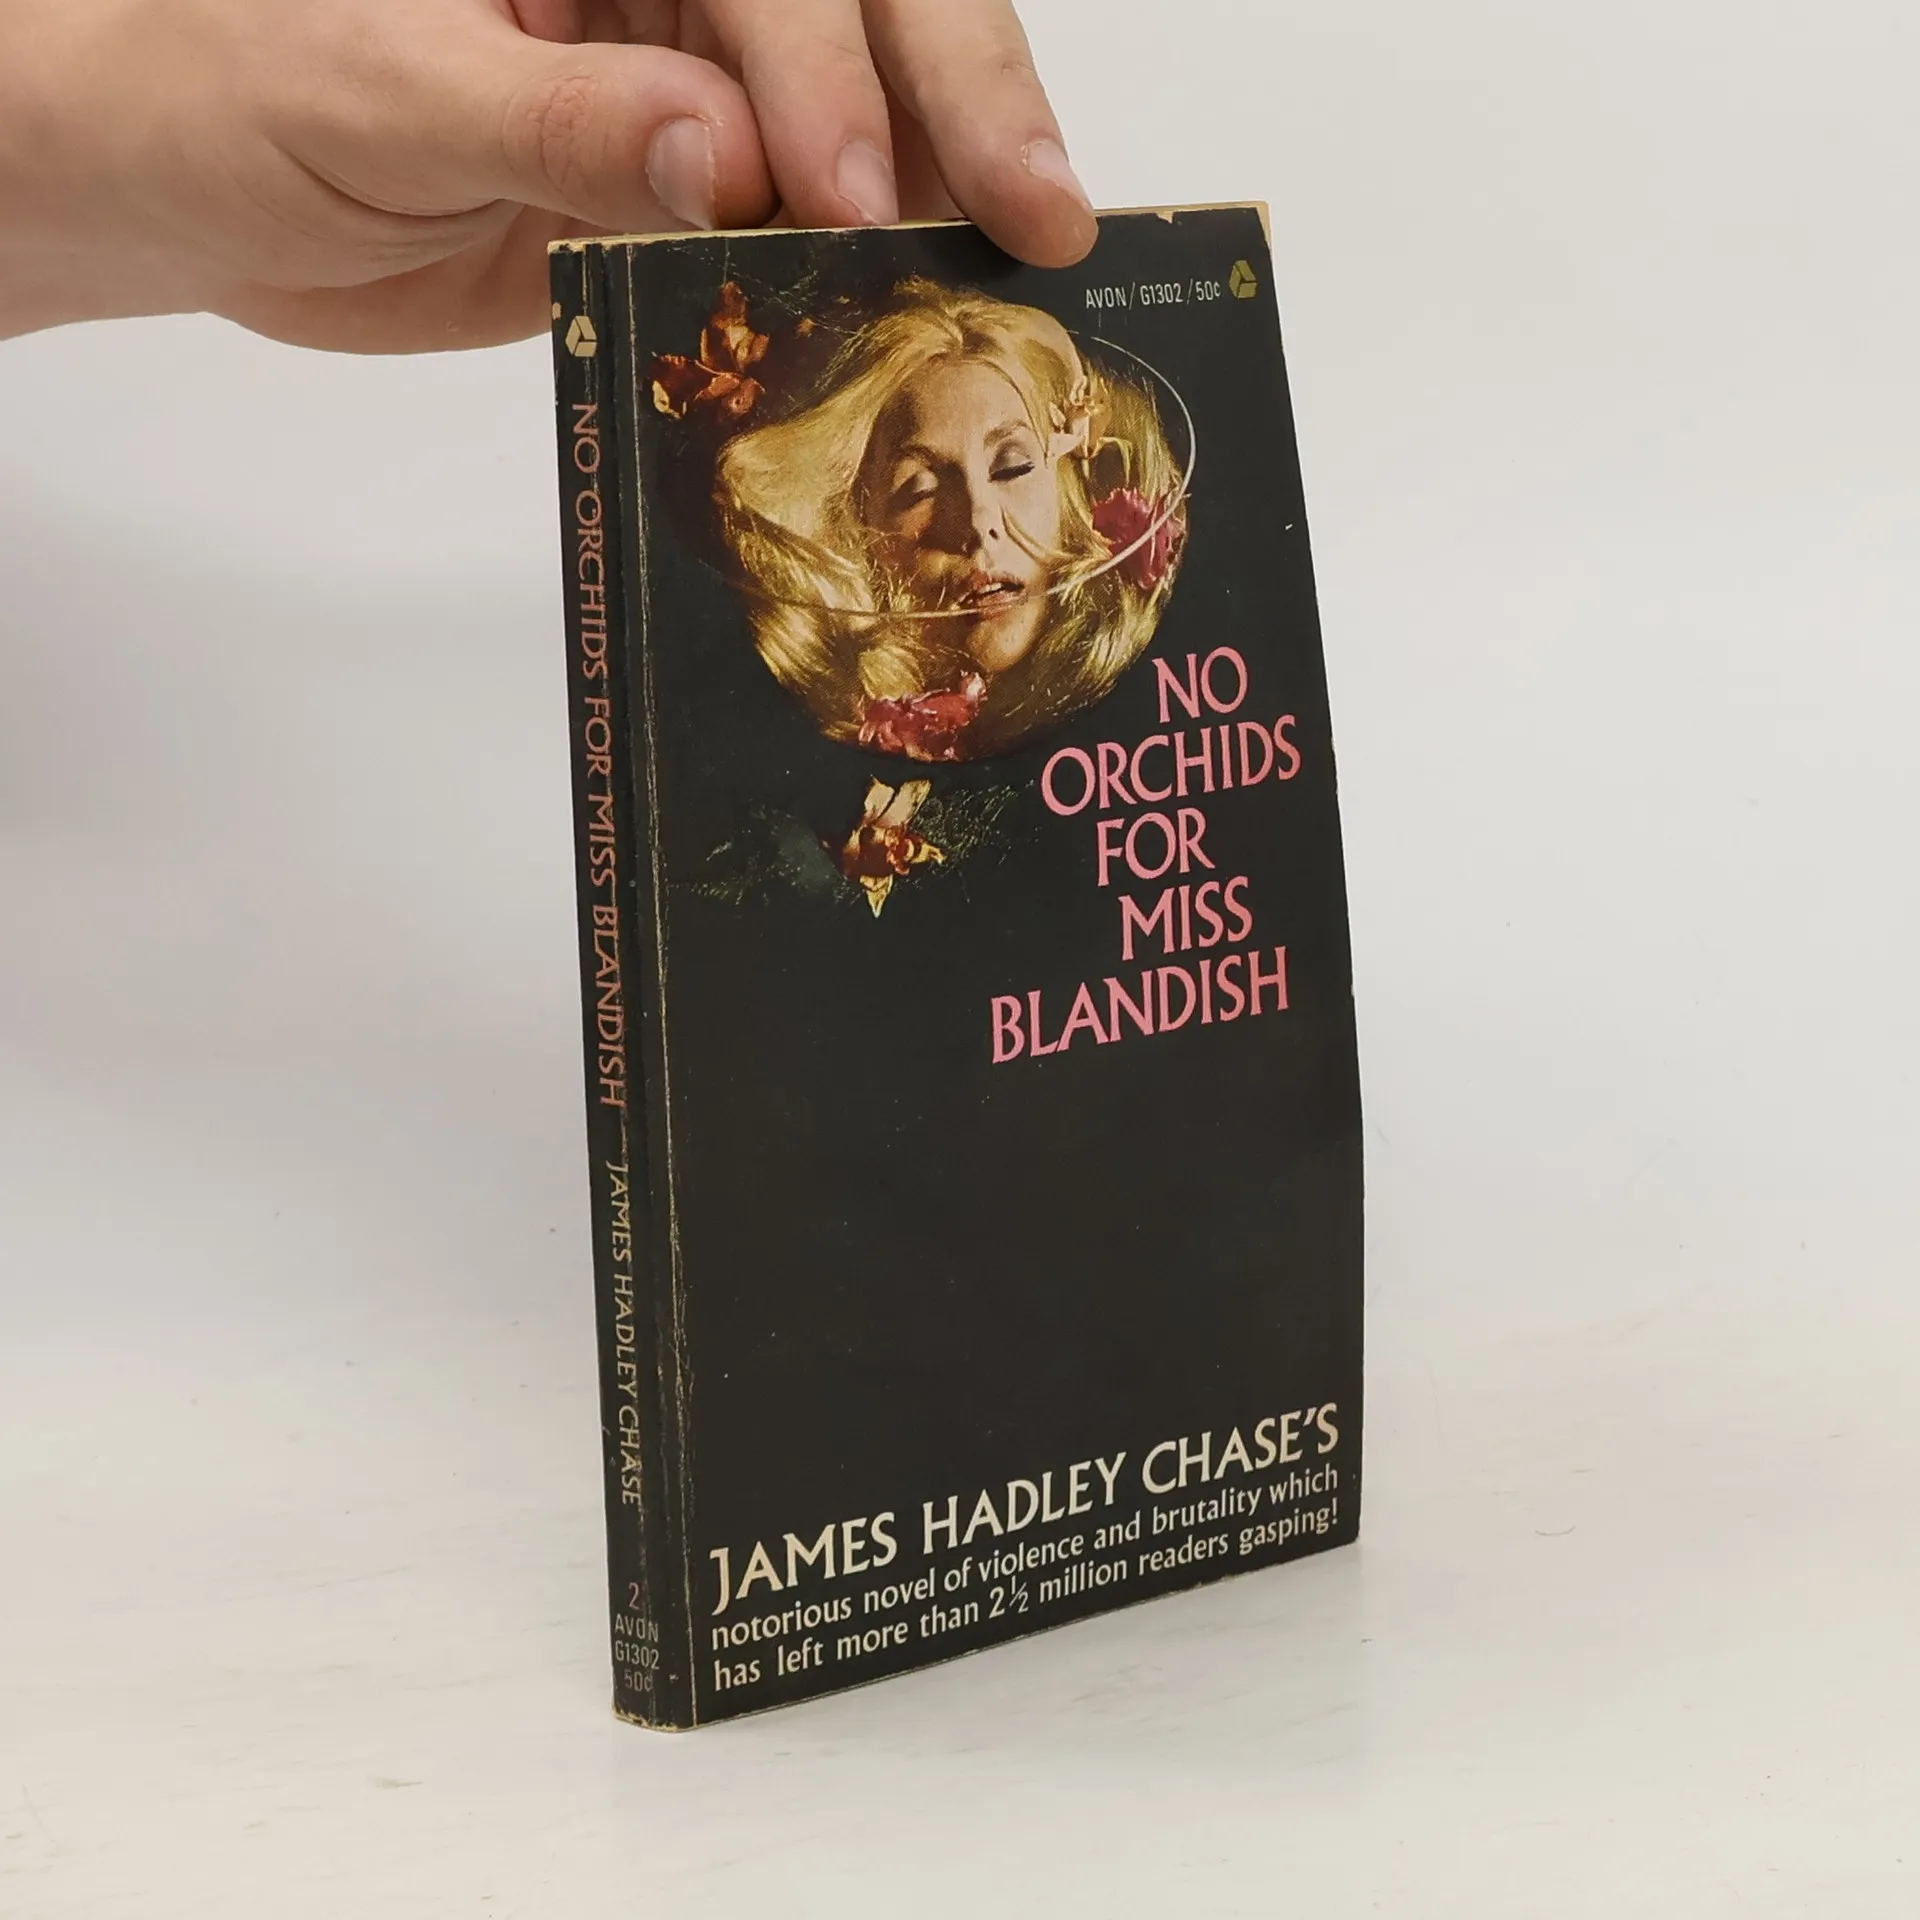 AVON/G1302/50¢
NO
ORCHIDS
FOR
MISS
BLANDISH
JAMES HADLEY CHASE'S
notorious novel of violence and brutality which
has left more than 2½ million readers gasping!
NO ORCHIDS FOR MISS BLANDISH — JAMES HADLEY CHASE
2
AVON
G1302
50¢